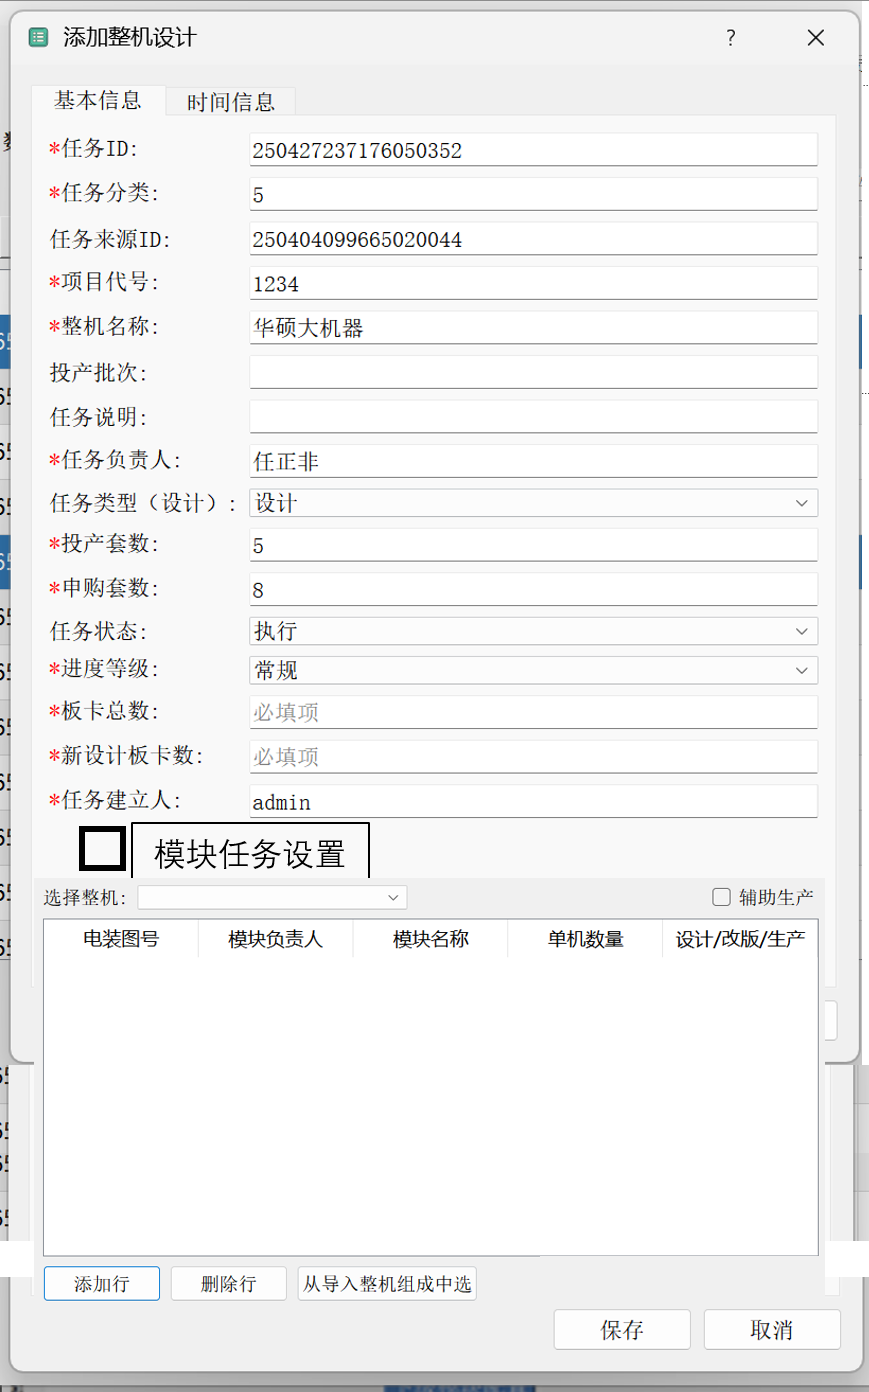 添加整机设计 ?
基本信息 时间信息
*任务ID: 250427237176050352
*任务分类: 5
任务来源ID: 250404099665020044
*项目代号: 1234
*整机名称: 华硕大机器
投产批次:
任务说明:
*任务负责人: 任正非
任务类型（设计）: 设计
*投产套数: 5
*申购套数: 8
任务状态: 执行
*进度等级: 常规
*板卡总数: 必填项
*新设计板卡数: 必填项
*任务建立人: admin
模块任务设置
选择整机: 辅助生产
电装图号 模块负责人 模块名称 单机数量 设计/改版/生产
添加行 删除行 从导入整机组成中选
保存 取消